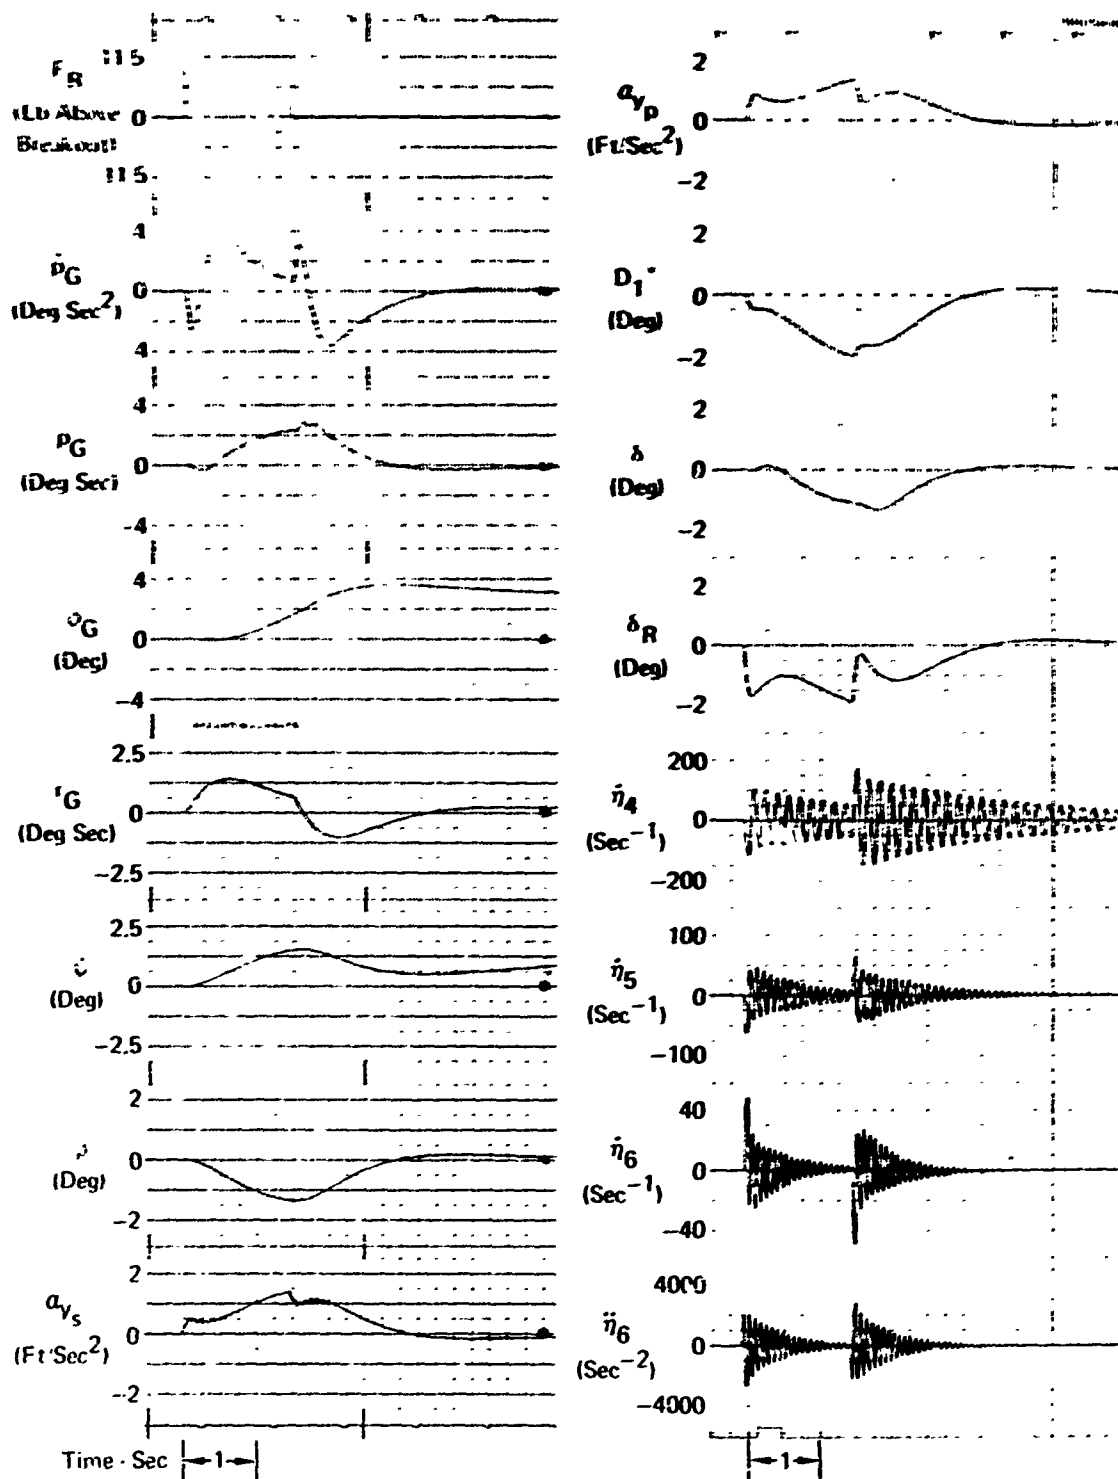 F_R
(Lb Above
Breakout)
115
0
115
ṗ_G
(Deg Sec²)
4
0
4
p_G
(Deg Sec)
4
0
-4
(Deg)
4
0
-4
r_G
(Deg Sec)
2.5
0
-2.5
(Deg)
2.5
0
-2.5
(Deg)
2
0
-2
a_{y_s}
(Ft/Sec²)
2
0
-2
Time - Sec
1
a_{y_p}
(Ft/Sec²)
2
0
-2
D_1*
(Deg)
2
0
-2
δ
(Deg)
2
0
-2
δ_R
(Deg)
2
0
-2
η̇_4
(Sec⁻¹)
200
0
-200
η̇_5
(Sec⁻¹)
100
0
-100
η̇_6
(Sec⁻¹)
40
0
-40
η̈_6
(Sec⁻²)
4000
0
-4000
1